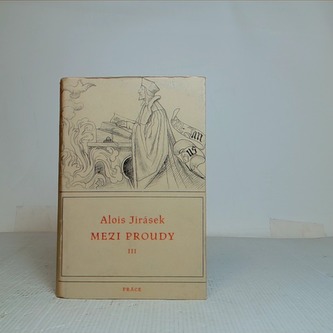 Alois Jirásek
MEZI PROUDY
III
PRÁCE